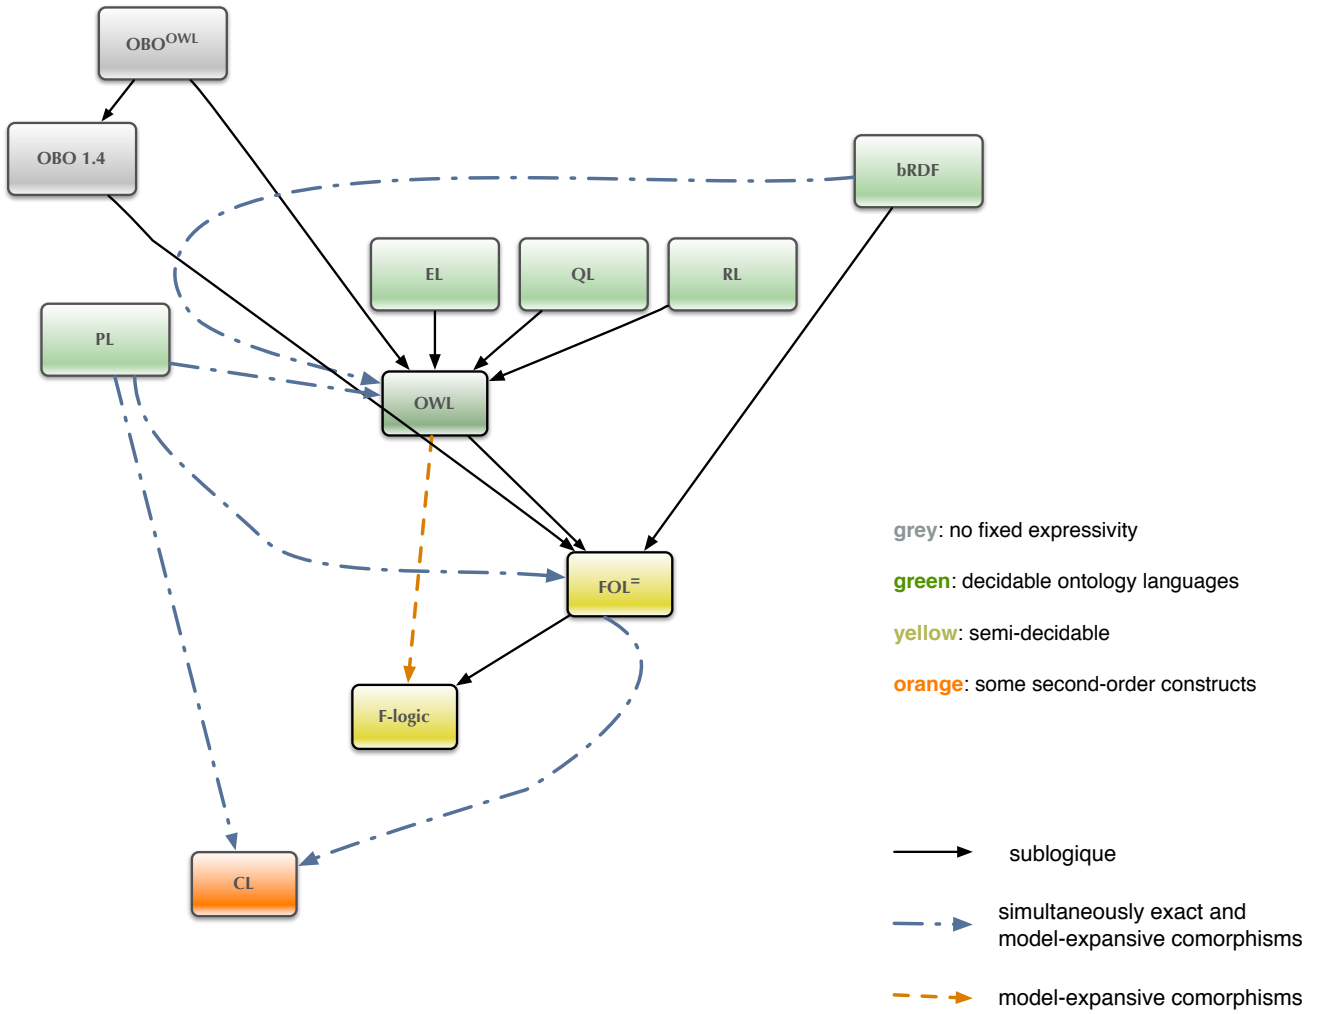 OBO^OWL
OBO 1.4
bRDF
EL
QL
RL
PL
OWL
FOL^=
F-logic
CL
grey: no fixed expressivity
green: decidable ontology languages
yellow: semi-decidable
orange: some second-order constructs
sublogique
simultaneously exact and
model-expansive comorphisms
model-expansive comorphisms